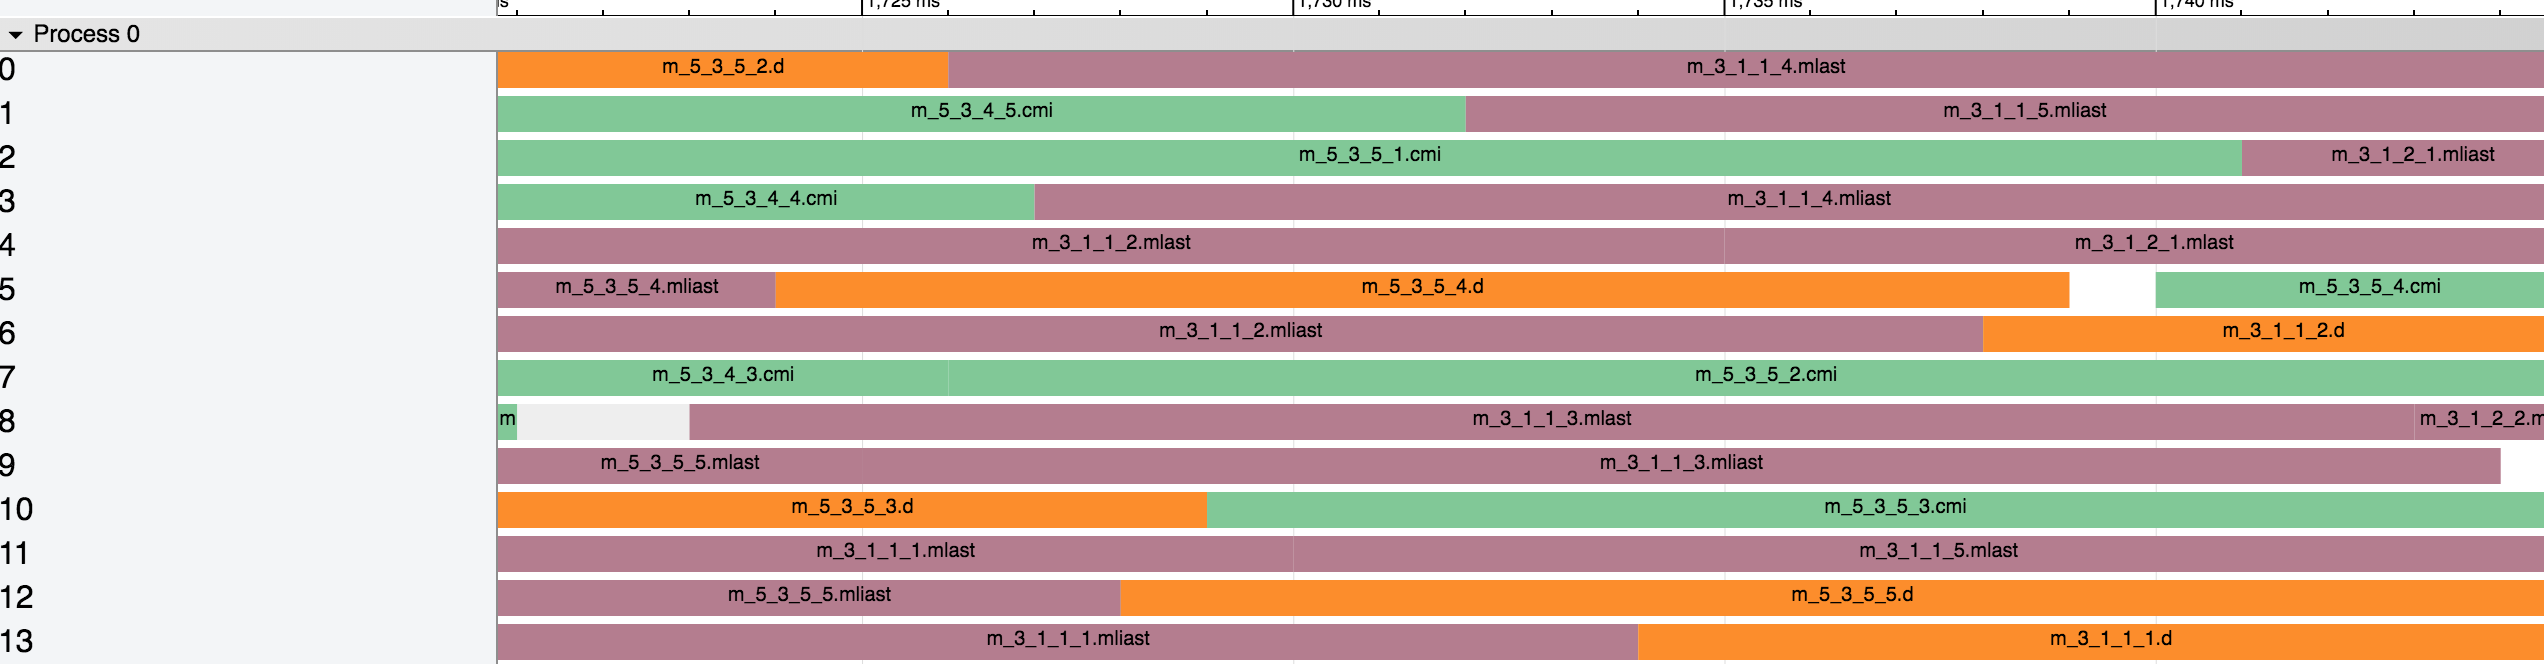 s 1,725 ms 1,730 ms 1,735 ms 1,740 ms
Process 0
0 m_5_3_5_2.d m_3_1_1_4.mlast
1 m_5_3_4_5.cmi m_3_1_1_5.mliast
2 m_5_3_5_1.cmi m_3_1_2_1.mliast
3 m_5_3_4_4.cmi m_3_1_1_4.mliast
4 m_3_1_1_2.mlast m_3_1_2_1.mlast
5 m_5_3_5_4.mliast m_5_3_5_4.d m_5_3_5_4.cmi
6 m_3_1_1_2.mliast m_3_1_1_2.d
7 m_5_3_4_3.cmi m_5_3_5_2.cmi
8 m m_3_1_1_3.mlast m_3_1_2_2.m
9 m_5_3_5_5.mlast m_3_1_1_3.mliast
10 m_5_3_5_3.d m_5_3_5_3.cmi
11 m_3_1_1_1.mlast m_3_1_1_5.mlast
12 m_5_3_5_5.mliast m_5_3_5_5.d
13 m_3_1_1_1.mliast m_3_1_1_1.d